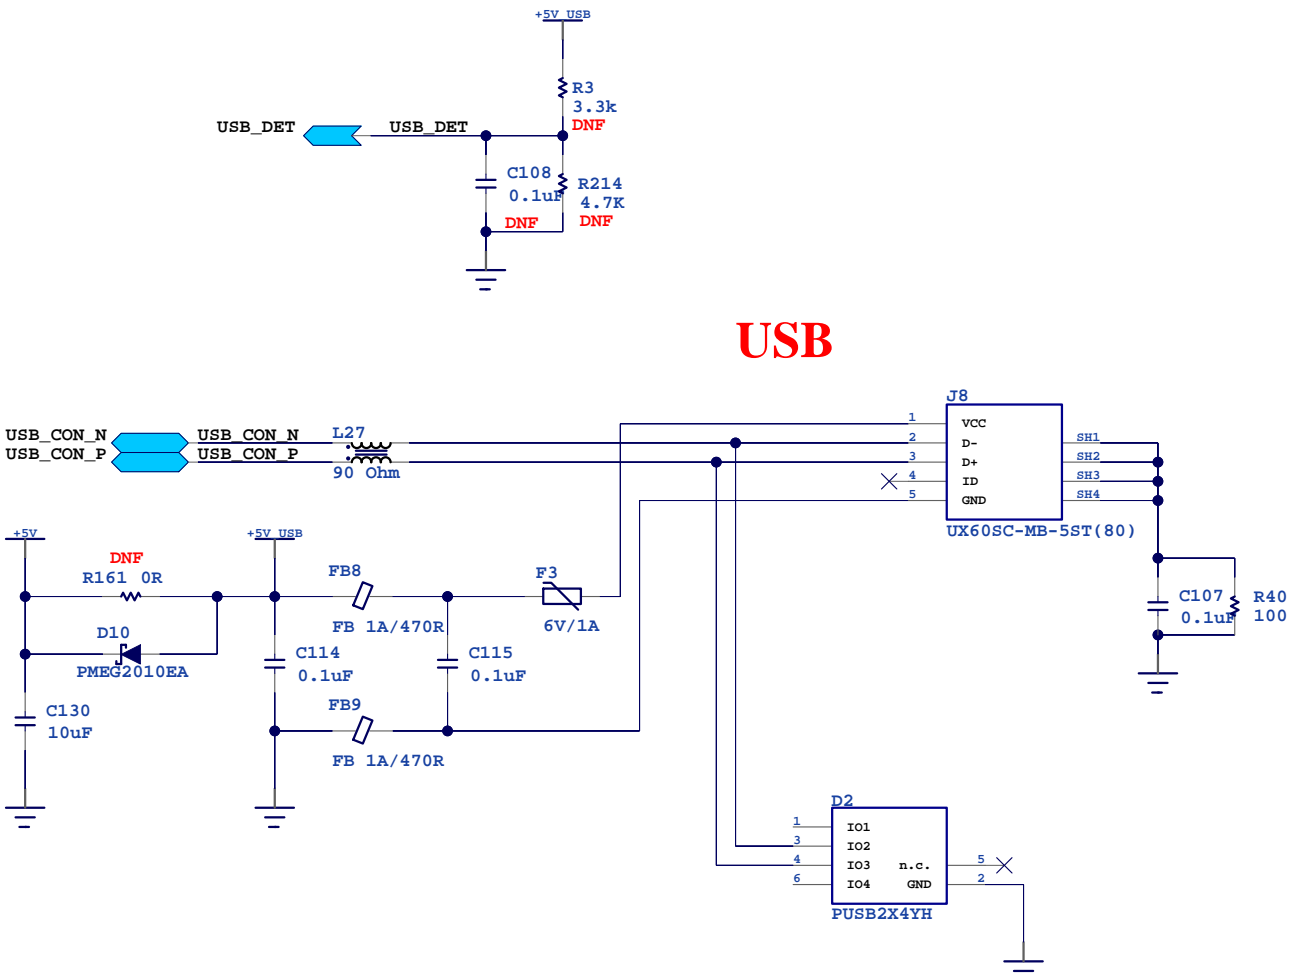 +5V_USB
R3
3.3k
DNF
USB_DET
USB_DET
C108
0.1uF
DNF
R214
4.7K
DNF
USB
J8
USB_CON_N
USB_CON_N
L27
USB_CON_P
USB_CON_P
90 Ohm
1
VCC
2
D-
SH1
3
D+
SH2
4
ID
SH3
5
GND
SH4
UX60SC-MB-5ST(80)
+5V
+5V_USB
DNF
R161 0R
FB8
FB 1A/470R
F3
6V/1A
C107
0.1uF
R40
100
D10
PMEG2010EA
C114
0.1uF
C115
0.1uF
C130
10uF
FB9
FB 1A/470R
D2
1
IO1
3
IO2
4
IO3
n.c.
5
6
IO4
GND
2
PUSB2X4YH